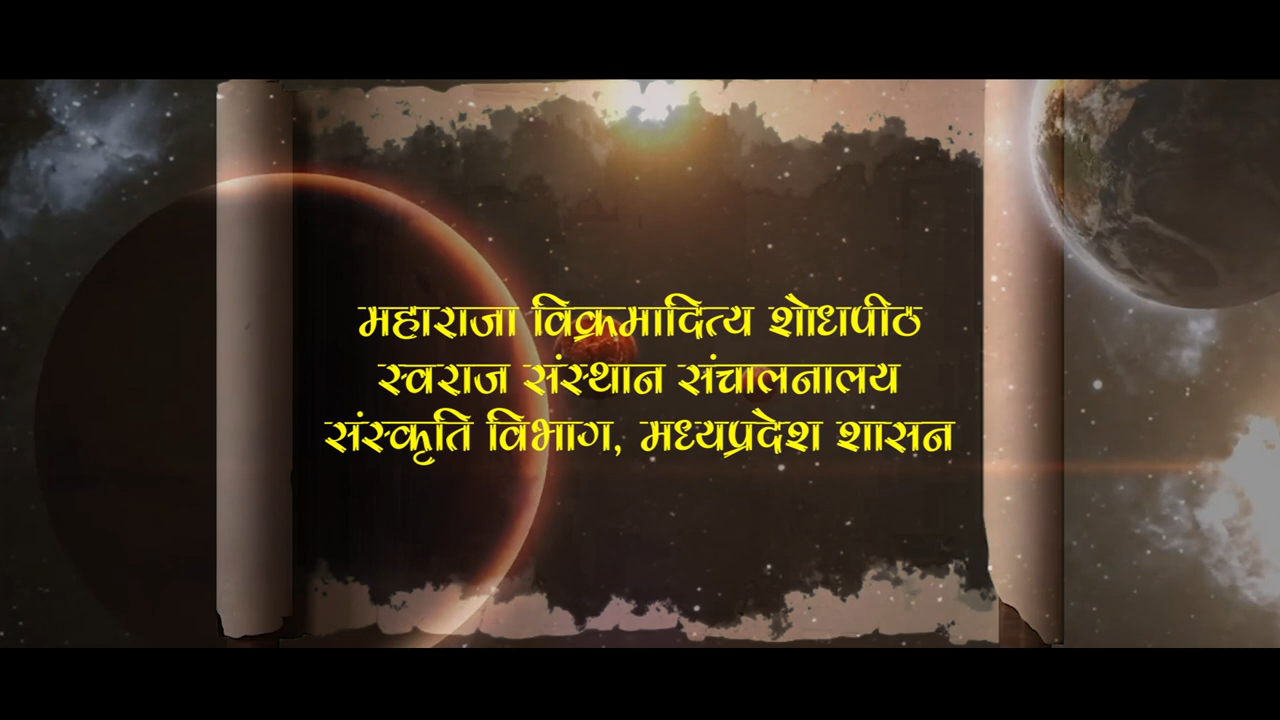 महाराजा विक्रमादित्य शोधपीठ
स्वराज संस्थान संचालनालय
संस्कृति विभाग, मध्यप्रदेश शासन